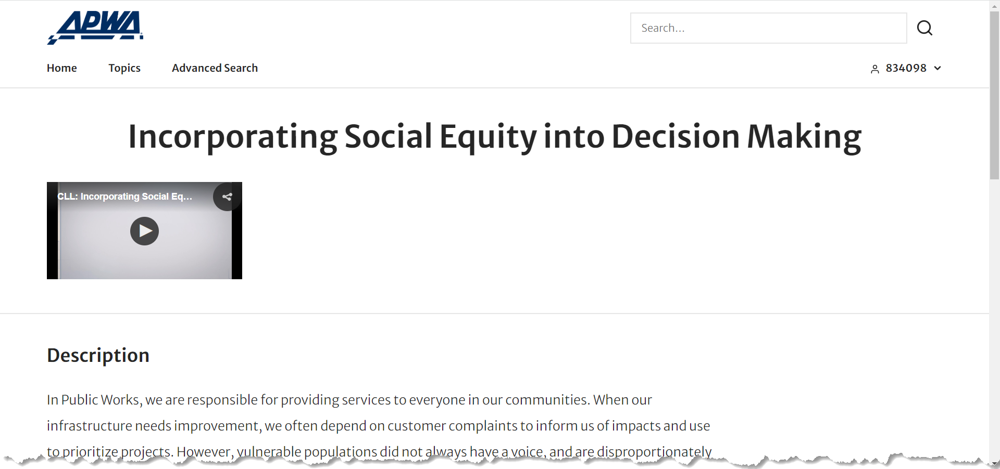 APWA
Search...
Home
Topics
Advanced Search
834098
Incorporating Social Equity into Decision Making
CLL: Incorporating Social Eq...
Description
In Public Works, we are responsible for providing services to everyone in our communities. When our
infrastructure needs improvement, we often depend on customer complaints to inform us of impacts and use
to prioritize projects. However, vulnerable populations did not always have a voice, and are disproportionately